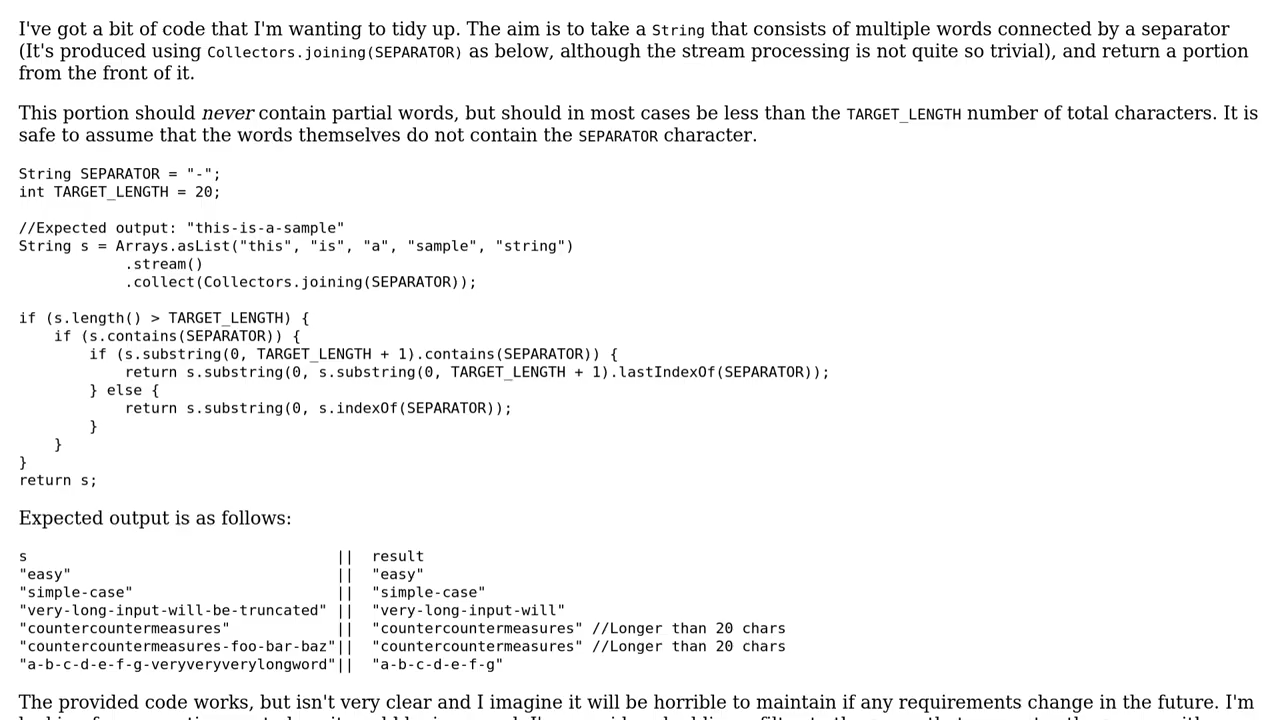 I've got a bit of code that I'm wanting to tidy up. The aim is to take a String that consists of multiple words connected by a separator
(It's produced using Collectors.joining(SEPARATOR) as below, although the stream processing is not quite so trivial), and return a portion
from the front of it.
This portion should never contain partial words, but should in most cases be less than the TARGET_LENGTH number of total characters. It is
safe to assume that the words themselves do not contain the SEPARATOR character.
String SEPARATOR = "-";
int TARGET_LENGTH = 20;
//Expected output: "this-is-a-sample"
String s = Arrays.asList("this", "is", "a", "sample", "string")
            .stream()
            .collect(Collectors.joining(SEPARATOR));
if (s.length() > TARGET_LENGTH) {
    if (s.contains(SEPARATOR)) {
        if (s.substring(0, TARGET_LENGTH + 1).contains(SEPARATOR)) {
            return s.substring(0, s.substring(0, TARGET_LENGTH + 1).lastIndexOf(SEPARATOR));
        } else {
            return s.substring(0, s.indexOf(SEPARATOR));
        }
    }
}
return s;
Expected output is as follows:
s                                   ||  result
"easy"                              ||  "easy"
"simple-case"                       ||  "simple-case"
"very-long-input-will-be-truncated" ||  "very-long-input-will"
"countercountermeasures"            ||  "countercountermeasures" //Longer than 20 chars
"countercountermeasures-foo-bar-baz"||  "countercountermeasures" //Longer than 20 chars
"a-b-c-d-e-f-g-veryveryverylongword"||  "a-b-c-d-e-f-g"
The provided code works, but isn't very clear and I imagine it will be horrible to maintain if any requirements change in the future. I'm